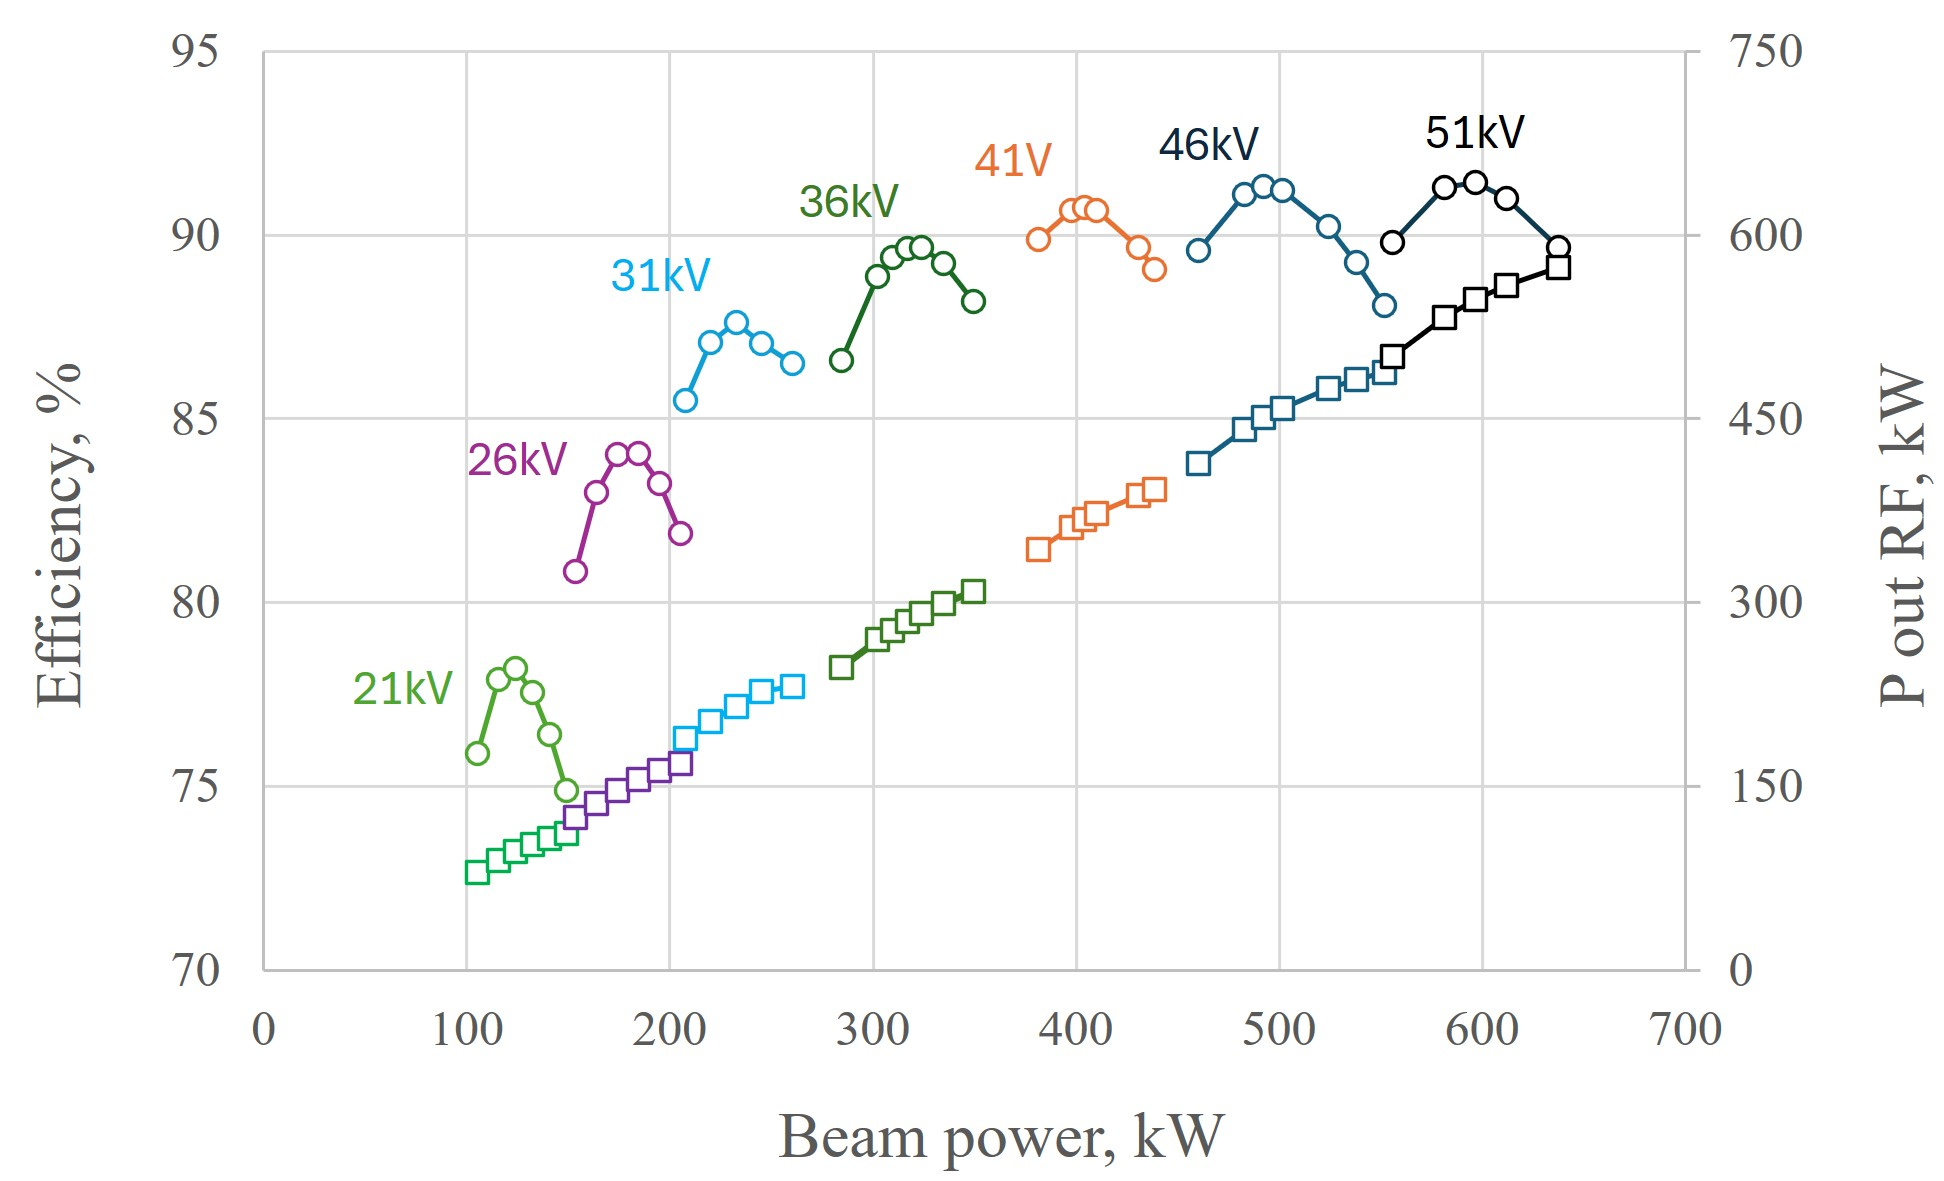 95
90
85
80
75
70
Efficiency, %
750
600
450
300
150
0
P out RF, kW
51kV
46kV
41V
36kV
31kV
26kV
21kV
0 100 200 300 400 500 600 700
Beam power, kW